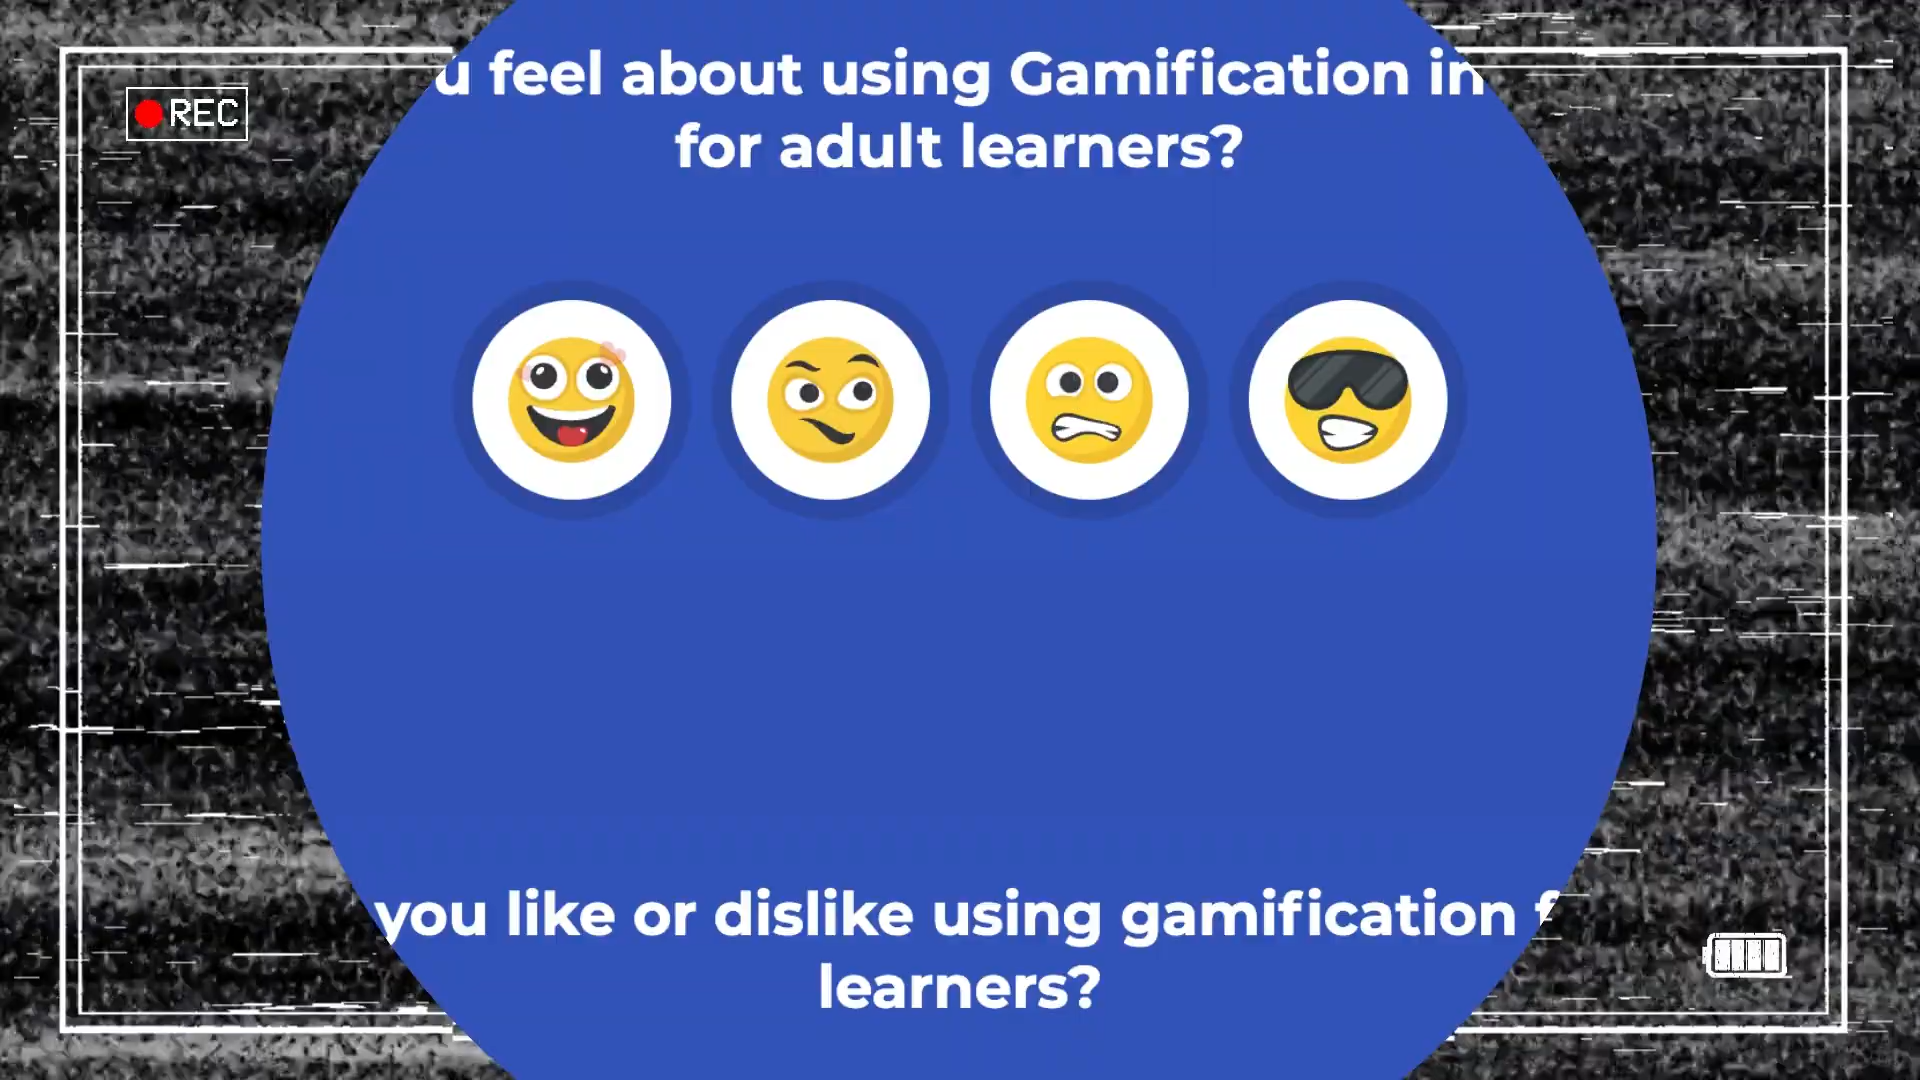 REC
feel about using Gamification in
for adult learners?
you like or dislike using gamification
learners?